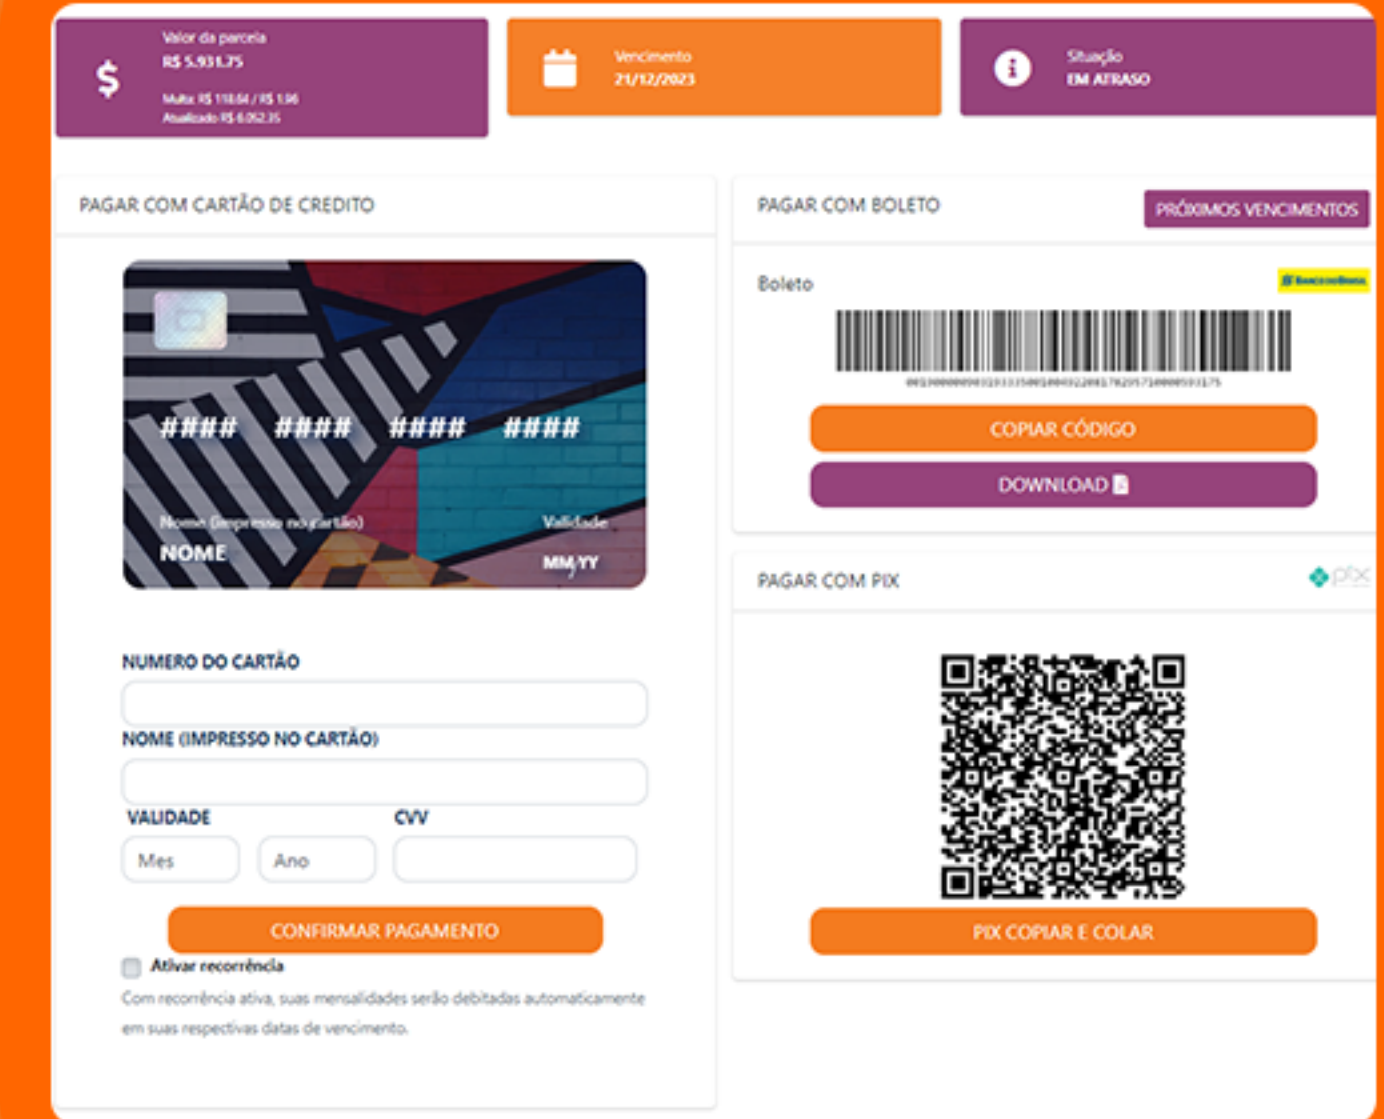 Valor da parcela
R$ 5.931.75
Multa: R$ 118.64 / R$ 1.96
Atualizado R$ 6.052.35
Vencimento
21/12/2023
Situação
EM ATRASO
PAGAR COM CARTÃO DE CREDITO
#### #### #### ####
Nome (impresso no cartão)
Validade
NOME
MM/YY
NUMERO DO CARTÃO
NOME (IMPRESSO NO CARTÃO)
VALIDADE
CVV
Mes
Ano
CONFIRMAR PAGAMENTO
Ativar recorrência
Com recorrência ativa, suas mensalidades serão debitadas automaticamente
em suas respectivas datas de vencimento.
PAGAR COM BOLETO
PRÓXIMOS VENCIMENTOS
Boleto
BANCO DO BRASIL
COPIAR CÓDIGO
DOWNLOAD
PAGAR COM PIX
pix
PIX COPIAR E COLAR